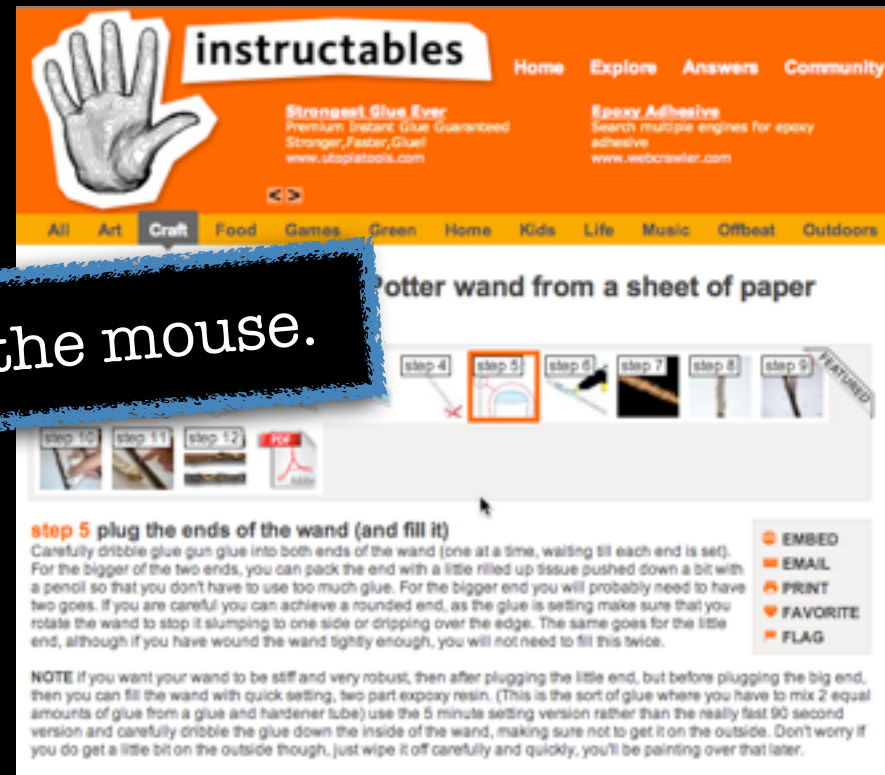 instructables
Home Explore Answers Community
Strongest Glue Ever
Premium Instant Glue Guaranteed
Stronger,Faster,Glue!
www.utopiatools.com
Epoxy Adhesive
Search multiple engines for epoxy
adhesive
www.webcrawler.com
< >
All Art Craft Food Games Green Home Kids Life Music Offbeat Outdoors
Potter wand from a sheet of paper
the mouse.
step 4 step 5 step 6 step 7 step 8 step 9
FEATURED
step 10 step 11 step 12 PDF
Adobe
step 5 plug the ends of the wand (and fill it)
Carefully dribble glue gun glue into both ends of the wand (one at a time, waiting till each end is set).
For the bigger of the two ends, you can pack the end with a little rilled up tissue pushed down a bit with
a pencil so that you don't have to use too much glue. For the bigger end you will probably need to have
two goes. If you are careful you can achieve a rounded end, as the glue is setting make sure that you
rotate the wand to stop it slumping to one side or dripping over the edge. The same goes for the little
end, although if you have wound the wand tightly enough, you will not need to fill this twice.
EMBED
EMAIL
PRINT
FAVORITE
FLAG
NOTE if you want your wand to be stiff and very robust, then after plugging the little end, but before plugging the big end,
then you can fill the wand with quick setting, two part expoxy resin. (This is the sort of glue where you have to mix 2 equal
amounts of glue from a glue and hardener tube) use the 5 minute setting version rather than the really fast 90 second
version and carefully dribble the glue down the inside of the wand, making sure not to get it on the outside. Don't worry if
you do get a little bit on the outside though, just wipe it off carefully and quickly, you'll be painting over that later.